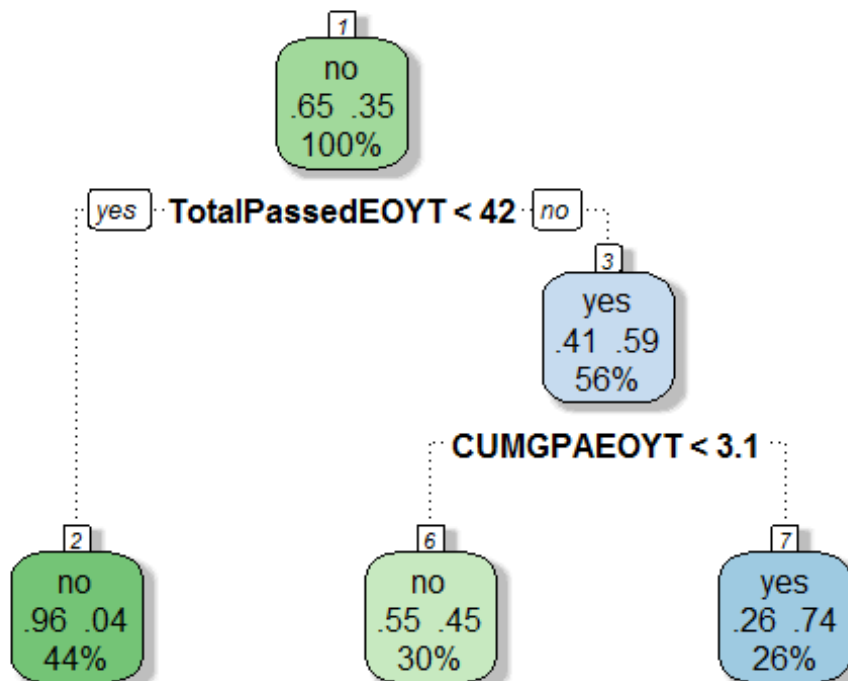 1
no
.65 .35
100%
yes TotalPassedEOYT < 42 no
3
yes
.41 .59
56%
CUMGPAEOYT < 3.1
2
no
.96 .04
44%
6
no
.55 .45
30%
7
yes
.26 .74
26%